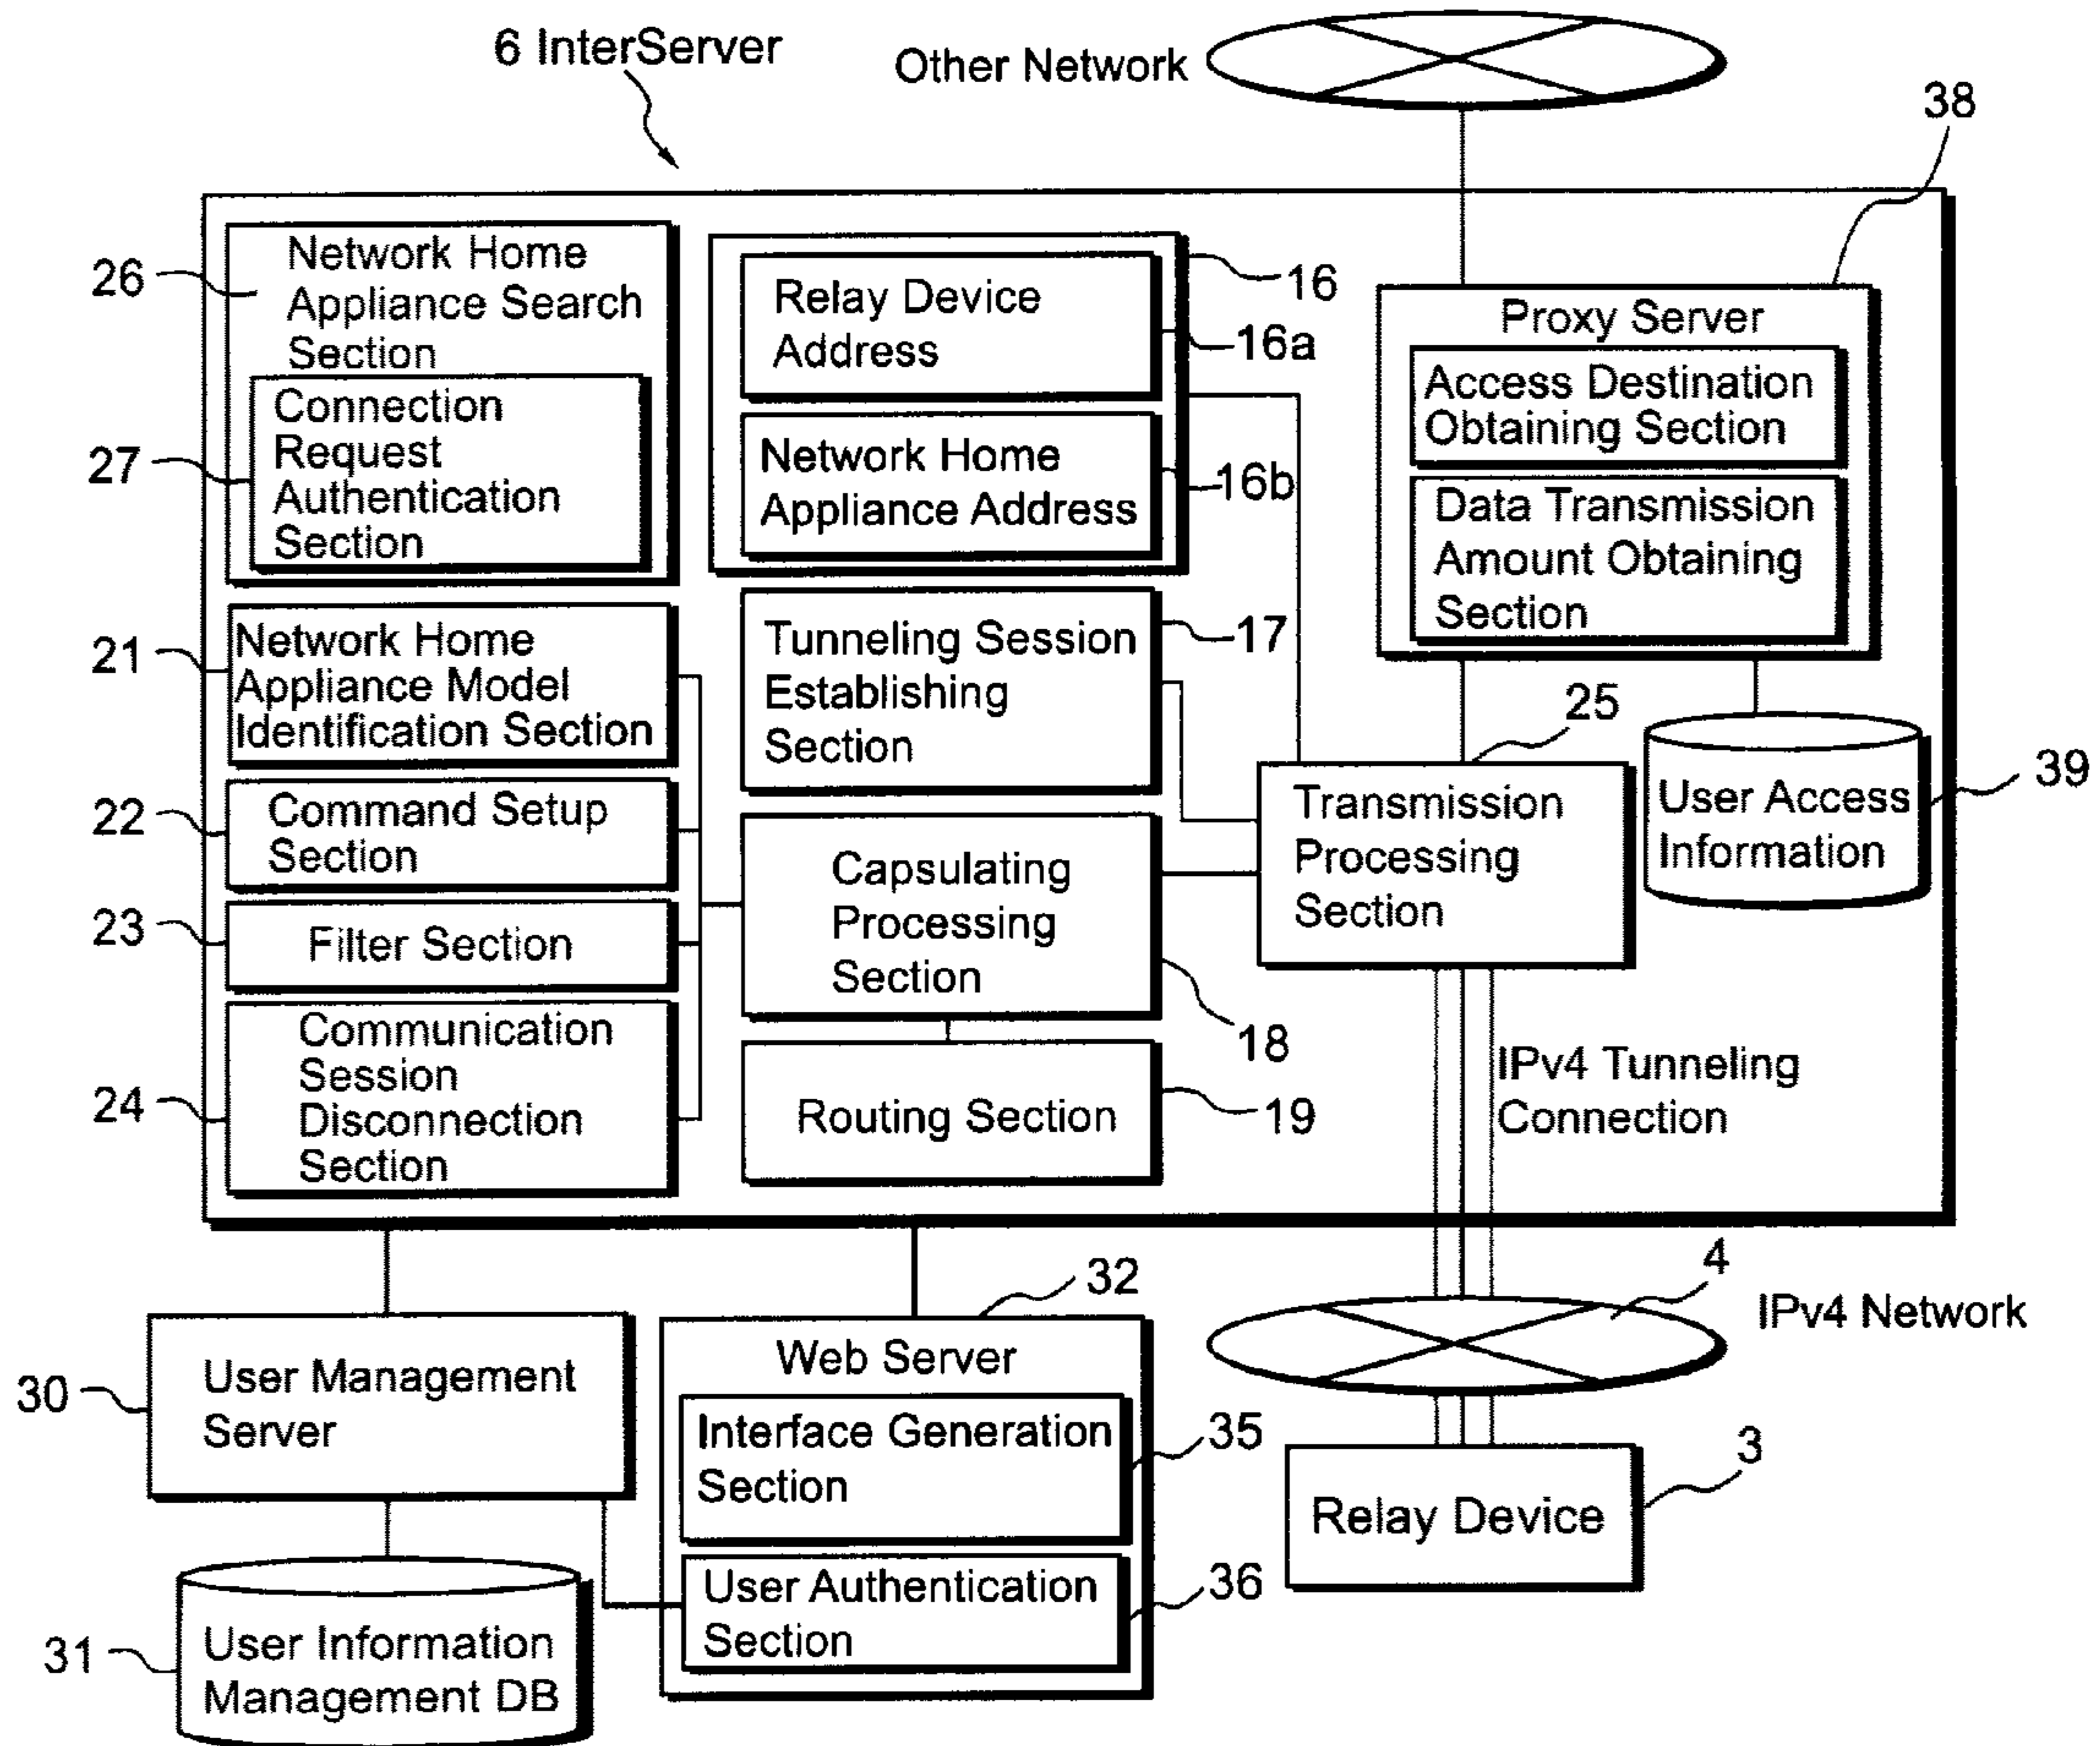 6 InterServer
Other Network
38
26
Network Home
Appliance Search
Section
27
Connection
Request
Authentication
Section
Relay Device
Address
16
16a
Network Home
Appliance Address
16b
Proxy Server
Access Destination
Obtaining Section
Data Transmission
Amount Obtaining
Section
21
Network Home
Appliance Model
Identification Section
Tunneling Session
Establishing
Section
17
25
22
Command Setup
Section
Capsulating
Processing
Section
18
Transmission
Processing
Section
User Access
Information
39
23
Filter Section
24
Communication
Session
Disconnection
Section
Routing Section
19
IPv4 Tunneling
Connection
30
User Management
Server
32
Web Server
Interface Generation
Section
35
User Authentication
Section
36
4
IPv4 Network
Relay Device
3
31
User Information
Management DB